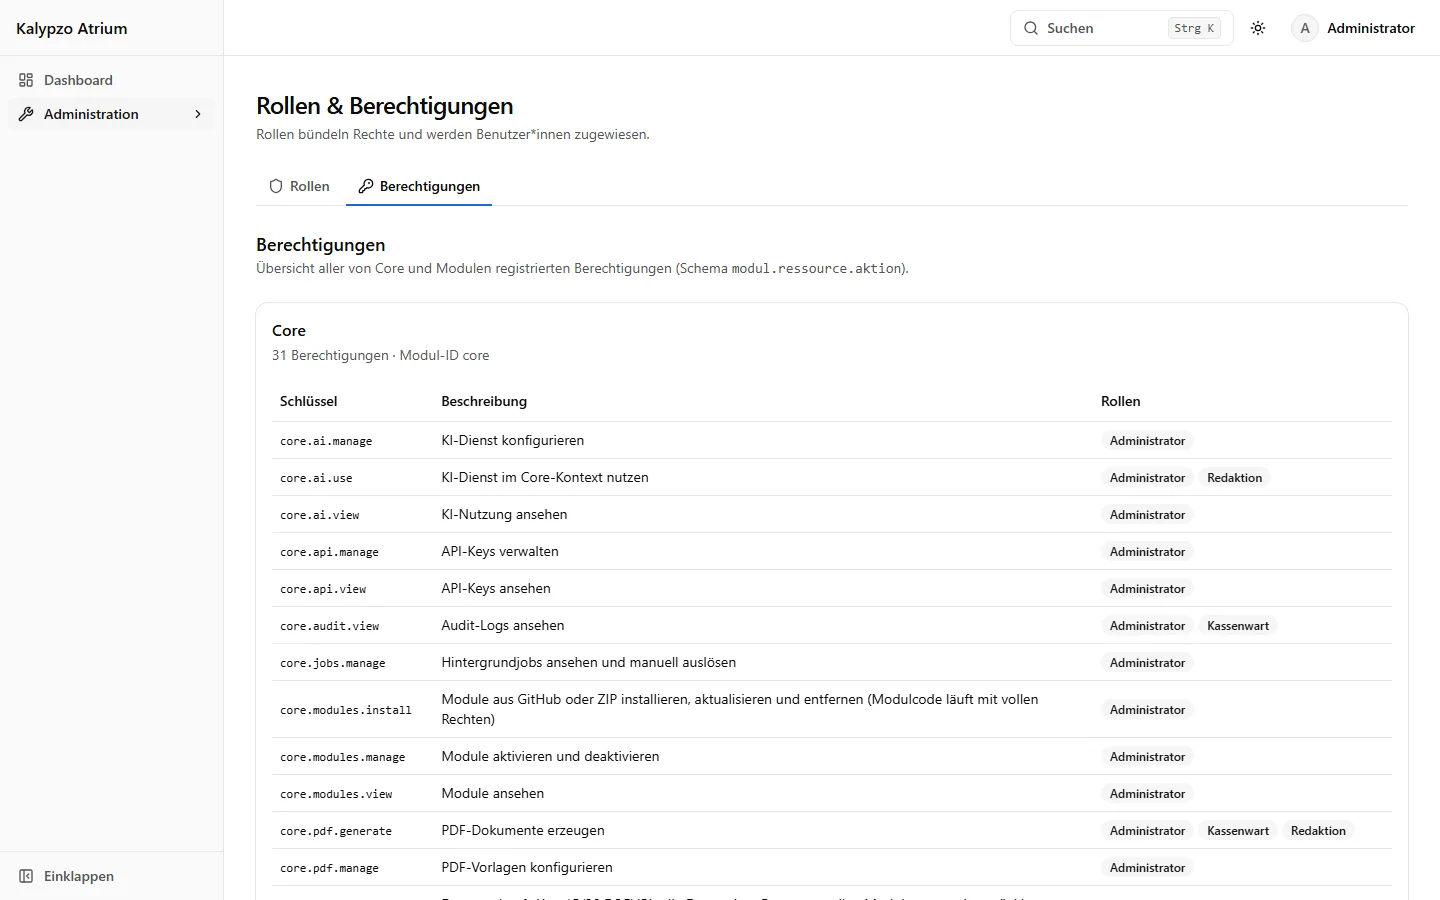 Kalypzo Atrium
Suchen
Strg K
A
Administrator
Dashboard
Administration
Rollen & Berechtigungen
Rollen bündeln Rechte und werden Benutzer*innen zugewiesen.
Rollen
Berechtigungen
Berechtigungen
Übersicht aller von Core und Modulen registrierten Berechtigungen (Schema modul.ressource.aktion).
Core
31 Berechtigungen · Modul-ID core
Schlüssel Beschreibung Rollen
core.ai.manage KI-Dienst konfigurieren Administrator
core.ai.use KI-Dienst im Core-Kontext nutzen Administrator Redaktion
core.ai.view KI-Nutzung ansehen Administrator
core.api.manage API-Keys verwalten Administrator
core.api.view API-Keys ansehen Administrator
core.audit.view Audit-Logs ansehen Administrator Kassenwart
core.jobs.manage Hintergrundjobs ansehen und manuell auslösen Administrator
core.modules.install Module aus GitHub oder ZIP installieren, aktualisieren und entfernen (Modulcode läuft mit vollen
Rechten) Administrator
core.modules.manage Module aktivieren und deaktivieren Administrator
core.modules.view Module ansehen Administrator
core.pdf.generate PDF-Dokumente erzeugen Administrator Kassenwart Redaktion
core.pdf.manage PDF-Vorlagen konfigurieren Administrator
Einklappen